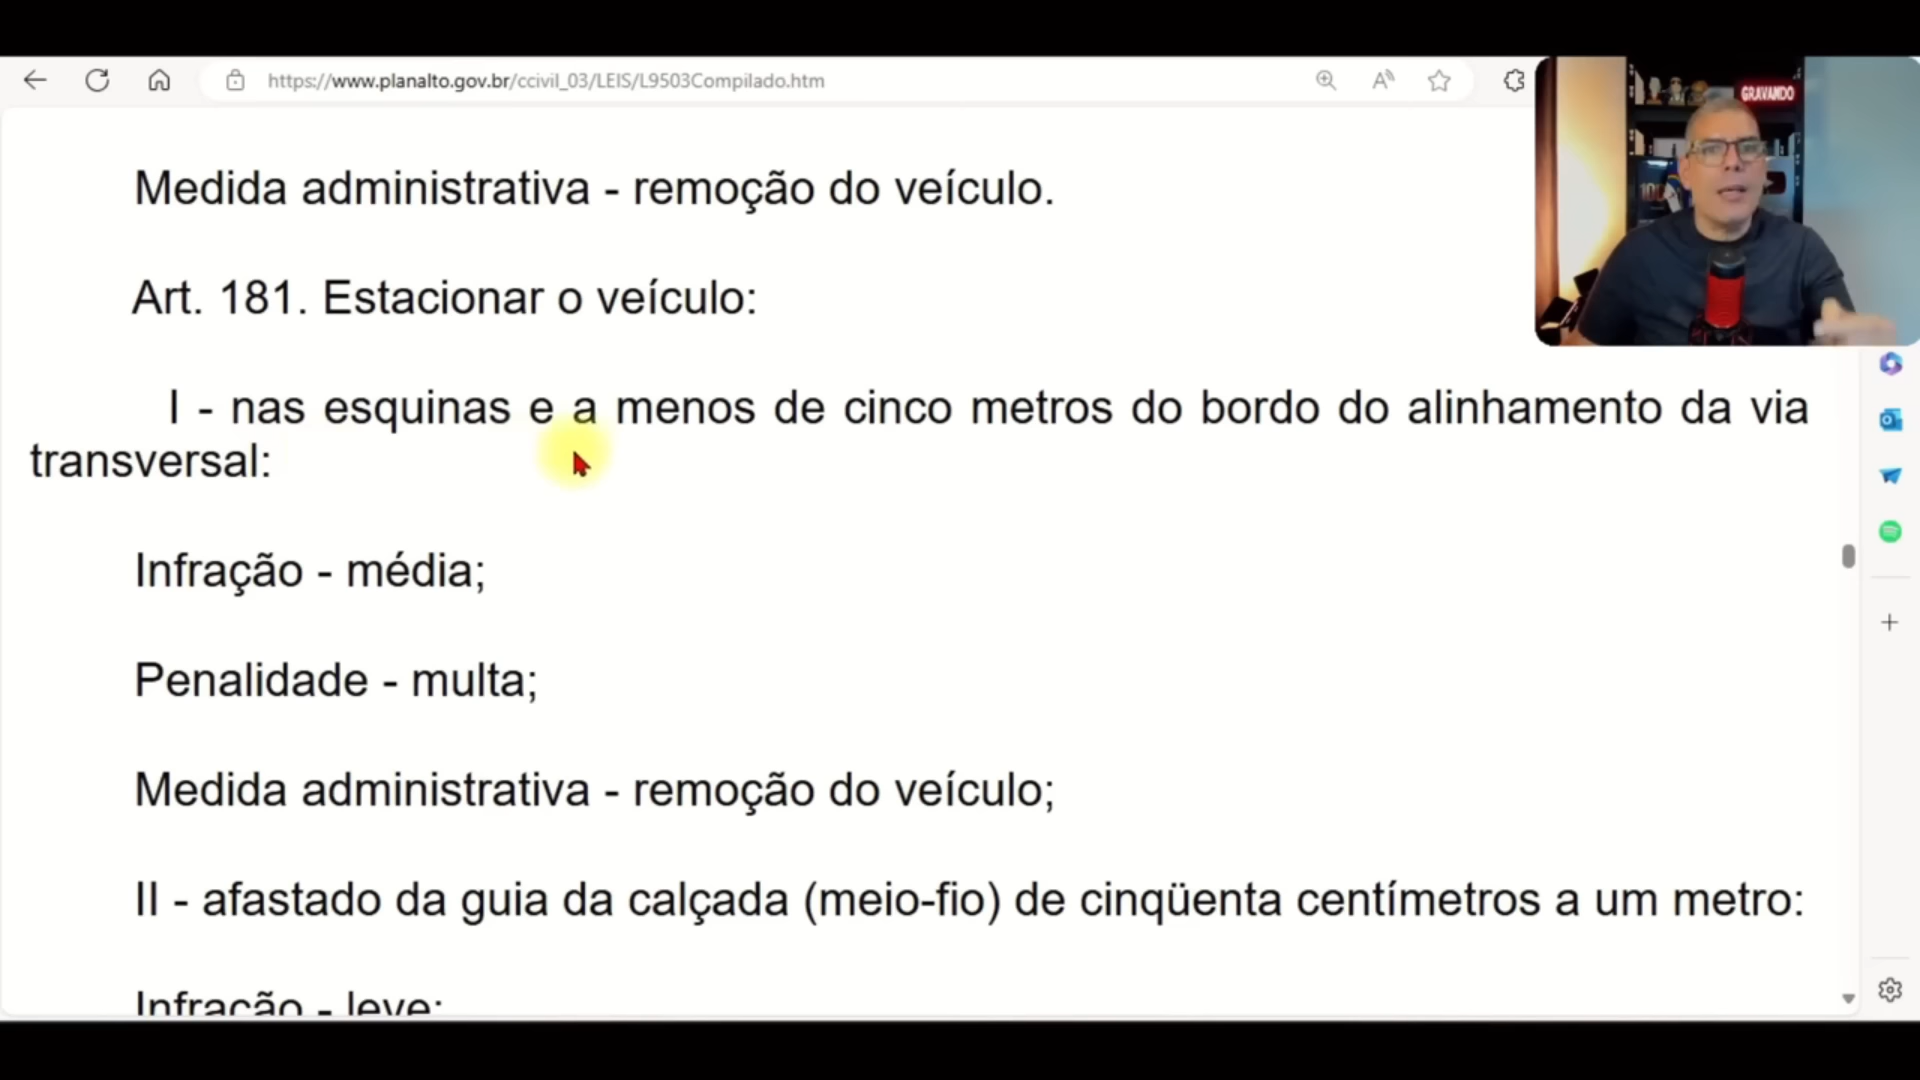 https://www.planalto.gov.br/ccivil_03/LEIS/L9503Compilado.htm
GRAVANDO
Medida administrativa - remoção do veículo.
Art. 181. Estacionar o veículo:
I - nas esquinas e a menos de cinco metros do bordo do alinhamento da via
transversal:
Infração - média;
Penalidade - multa;
Medida administrativa - remoção do veículo;
II - afastado da guia da calçada (meio-fio) de cinqüenta centímetros a um metro:
Infração - leve;